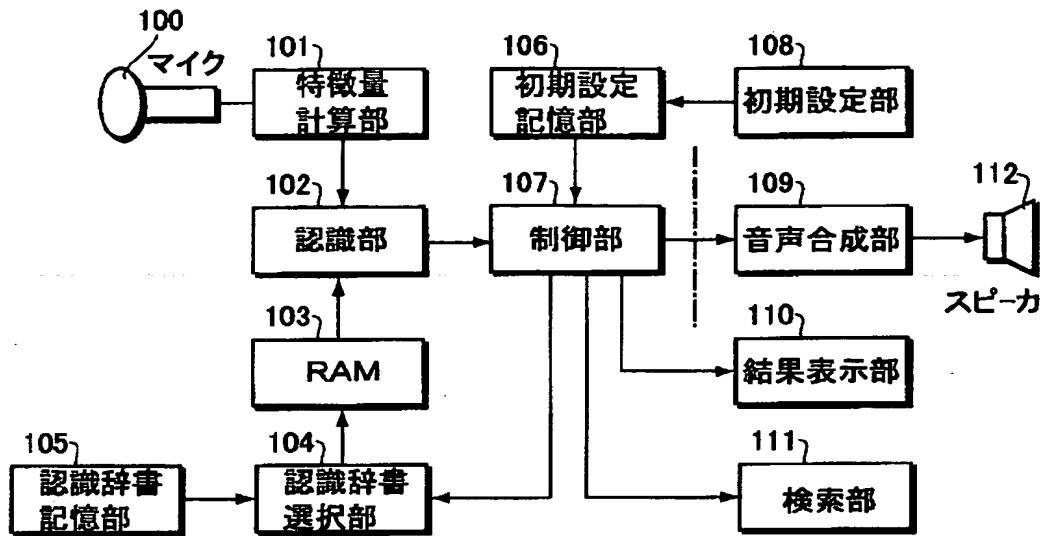 100
マイク
101
特徴量
計算部
106
初期設定
記憶部
108
初期設定部
102
認識部
107
制御部
109
音声合成部
112
スピーカ
103
RAM
110
結果表示部
105
認識辞書
記憶部
104
認識辞書
選択部
111
検索部